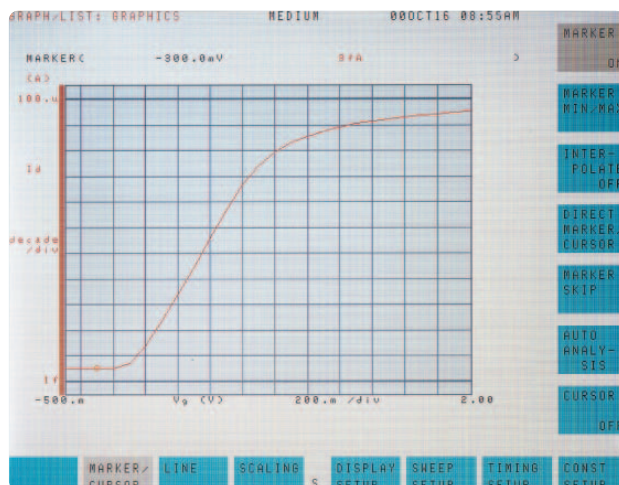 GRAPH/LIST: GRAPHICS MEDIUM 00OCT16 08:55AM
MARKER( -300.0mV 9fA )
(A)
100.u
Id
decade
/div
1f
-500.m Vg (V) 200.m /div 2.00
MARKER
ON
MARKER
MIN/MAX
INTER-
POLATE
OFF
DIRECT
MARKER/
CURSOR
MARKER
SKIP
AUTO
ANALY-
SIS
CURSOR
OFF
MARKER/
CURSOR
LINE
SCALING
S
DISPLAY
SETUP
SWEEP
SETUP
TIMING
SETUP
CONST
SETUP